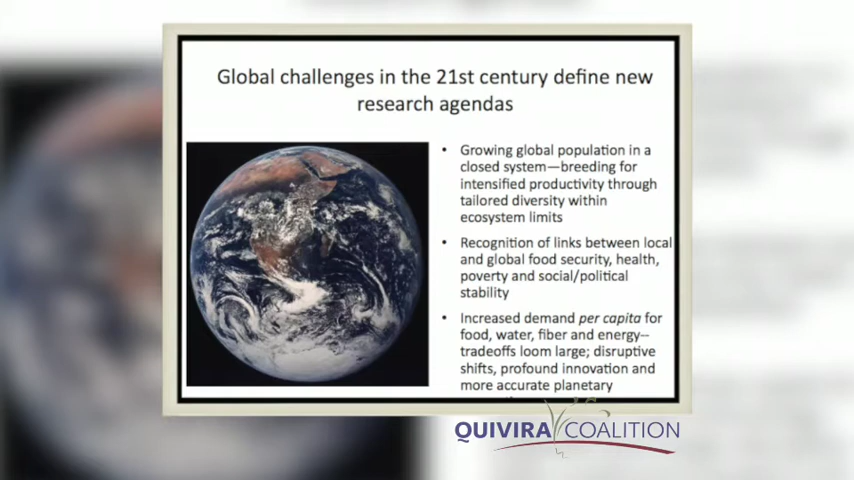 Global challenges in the 21st century define new
research agendas
• Growing global population in a
closed system—breeding for
intensified productivity through
tailored diversity within
ecosystem limits
• Recognition of links between local
and global food security, health,
poverty and social/political
stability
• Increased demand per capita for
food, water, fiber and energy--
tradeoffs loom large; disruptive
shifts, profound innovation and
more accurate planetary
QUIVIRA COALITION